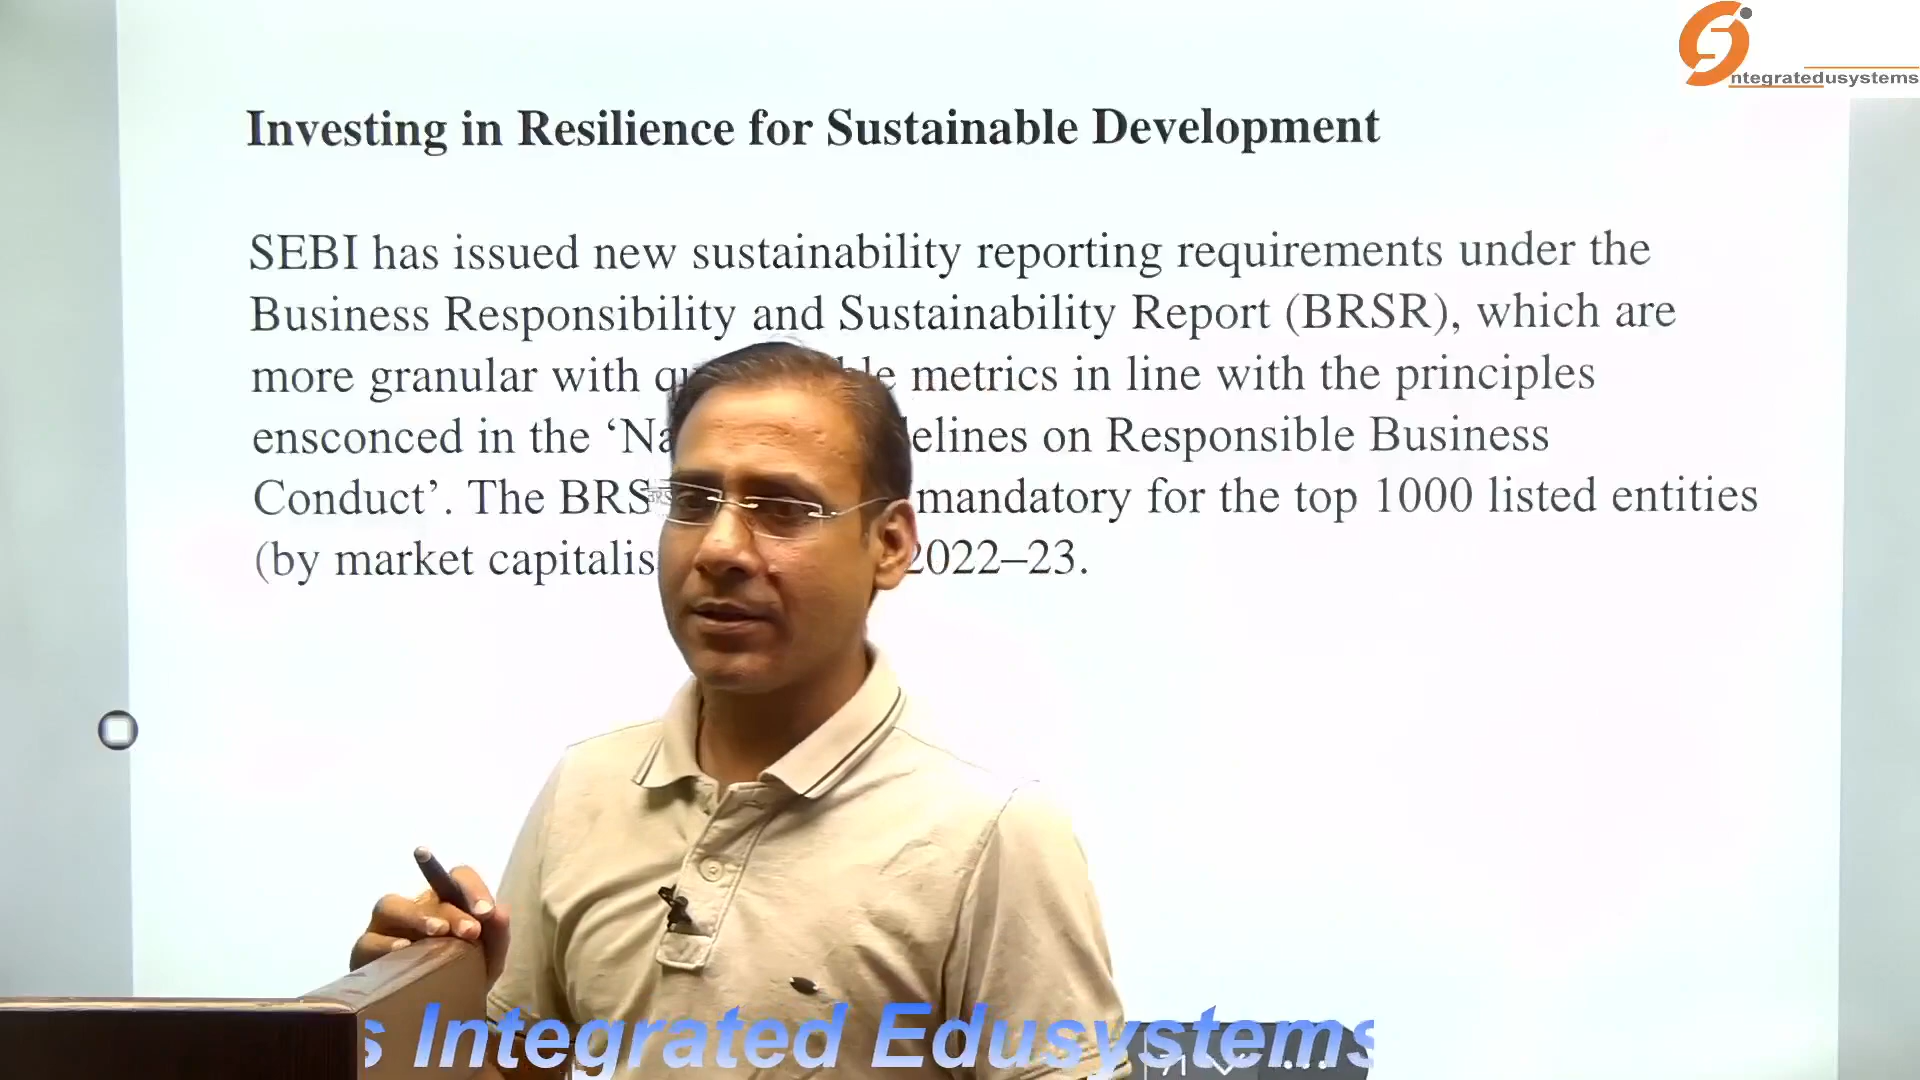 ntegratedusystems
Investing in Resilience for Sustainable Development
SEBI has issued new sustainability reporting requirements under the
Business Responsibility and Sustainability Report (BRSR), which are
more granular with metrics in line with the principles
ensconced in the ‘ on Responsible Business
Conduct’. The mandatory for the top 1000 listed entities
(by market 2022–23.
s Integrated Edusystems